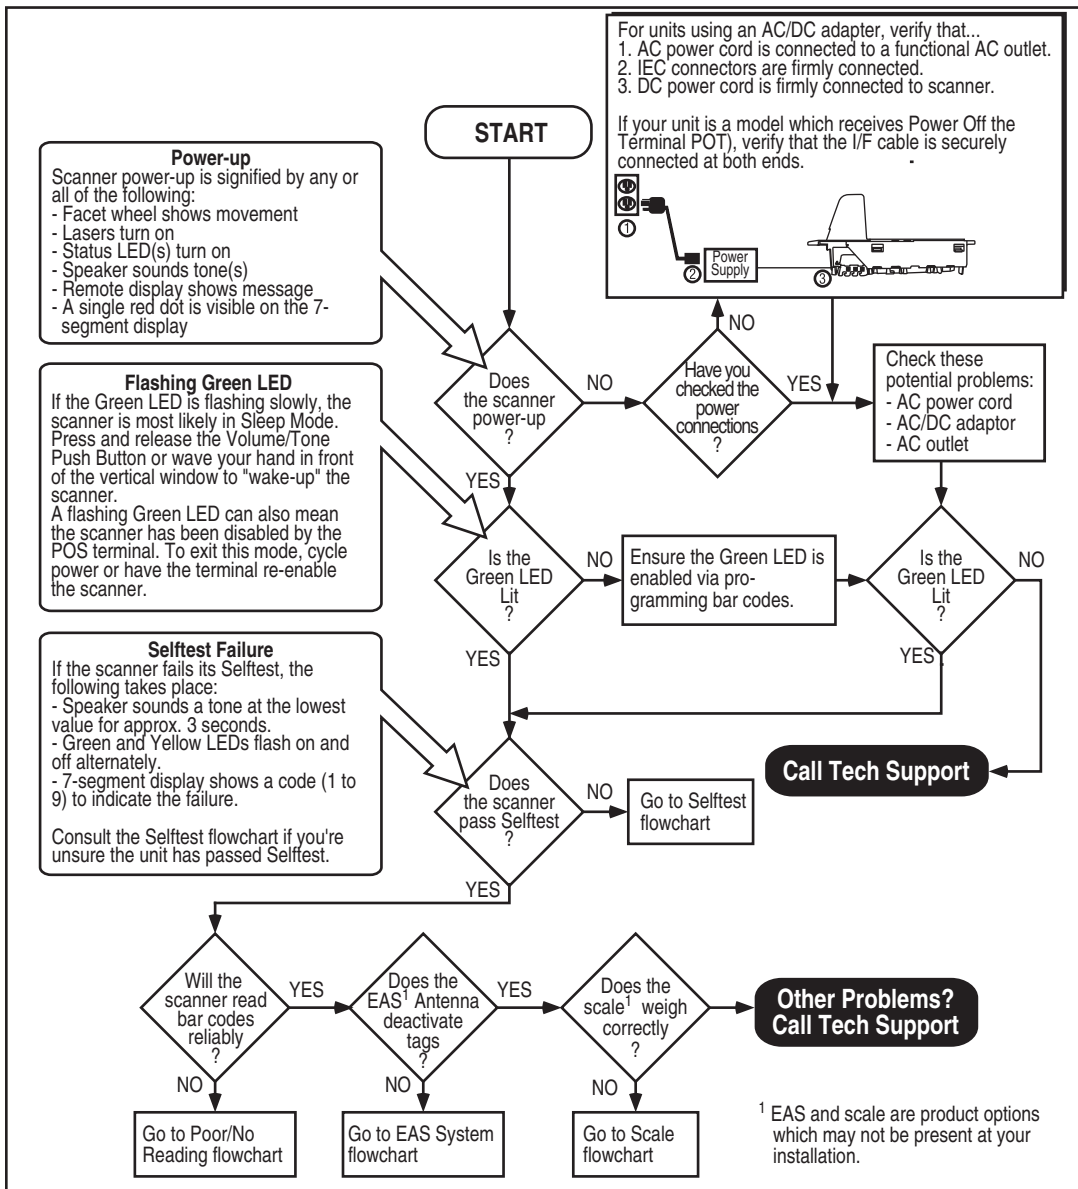 START
For units using an AC/DC adapter, verify that...
1. AC power cord is connected to a functional AC outlet.
2. IEC connectors are firmly connected.
3. DC power cord is firmly connected to scanner.
If your unit is a model which receives Power Off the
Terminal POT), verify that the I/F cable is securely
connected at both ends.
1
2
Power
Supply
3
Power-up
Scanner power-up is signified by any or
all of the following:
- Facet wheel shows movement
- Lasers turn on
- Status LED(s) turn on
- Speaker sounds tone(s)
- Remote display shows message
- A single red dot is visible on the 7-
segment display
Does
the scanner
power-up
?
NO
YES
Have you
checked the
power
connections
?
NO
YES
Check these
potential problems:
- AC power cord
- AC/DC adaptor
- AC outlet
Flashing Green LED
If the Green LED is flashing slowly, the
scanner is most likely in Sleep Mode.
Press and release the Volume/Tone
Push Button or wave your hand in front
of the vertical window to "wake-up" the
scanner.
A flashing Green LED can also mean
the scanner has been disabled by the
POS terminal. To exit this mode, cycle
power or have the terminal re-enable
the scanner.
Is the
Green LED
Lit
?
NO
YES
Ensure the Green LED is
enabled via pro-
gramming bar codes.
Is the
Green LED
Lit
?
NO
YES
Call Tech Support
Selftest Failure
If the scanner fails its Selftest, the
following takes place:
- Speaker sounds a tone at the lowest
value for approx. 3 seconds.
- Green and Yellow LEDs flash on and
off alternately.
- 7-segment display shows a code (1 to
9) to indicate the failure.
Consult the Selftest flowchart if you're
unsure the unit has passed Selftest.
Does
the scanner
pass Selftest
?
NO
YES
Go to Selftest
flowchart
Will the
scanner read
bar codes
reliably
?
YES
NO
Does the
EAS¹ Antenna
deactivate
tags
?
YES
NO
Does the
scale¹ weigh
correctly
?
NO
Other Problems?
Call Tech Support
Go to Poor/No
Reading flowchart
Go to EAS System
flowchart
Go to Scale
flowchart
¹ EAS and scale are product options
which may not be present at your
installation.